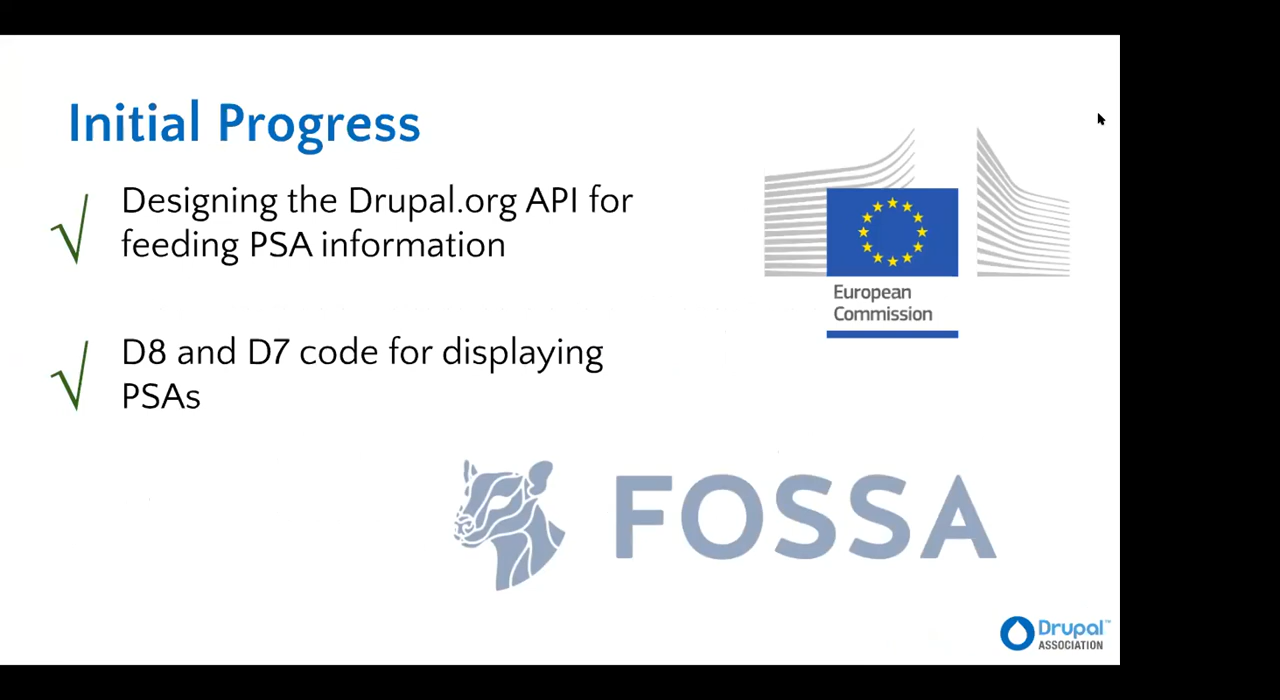 Initial Progress
√ Designing the Drupal.org API for
feeding PSA information
√ D8 and D7 code for displaying
PSAs
European
Commission
FOSSA
Drupal™
ASSOCIATION